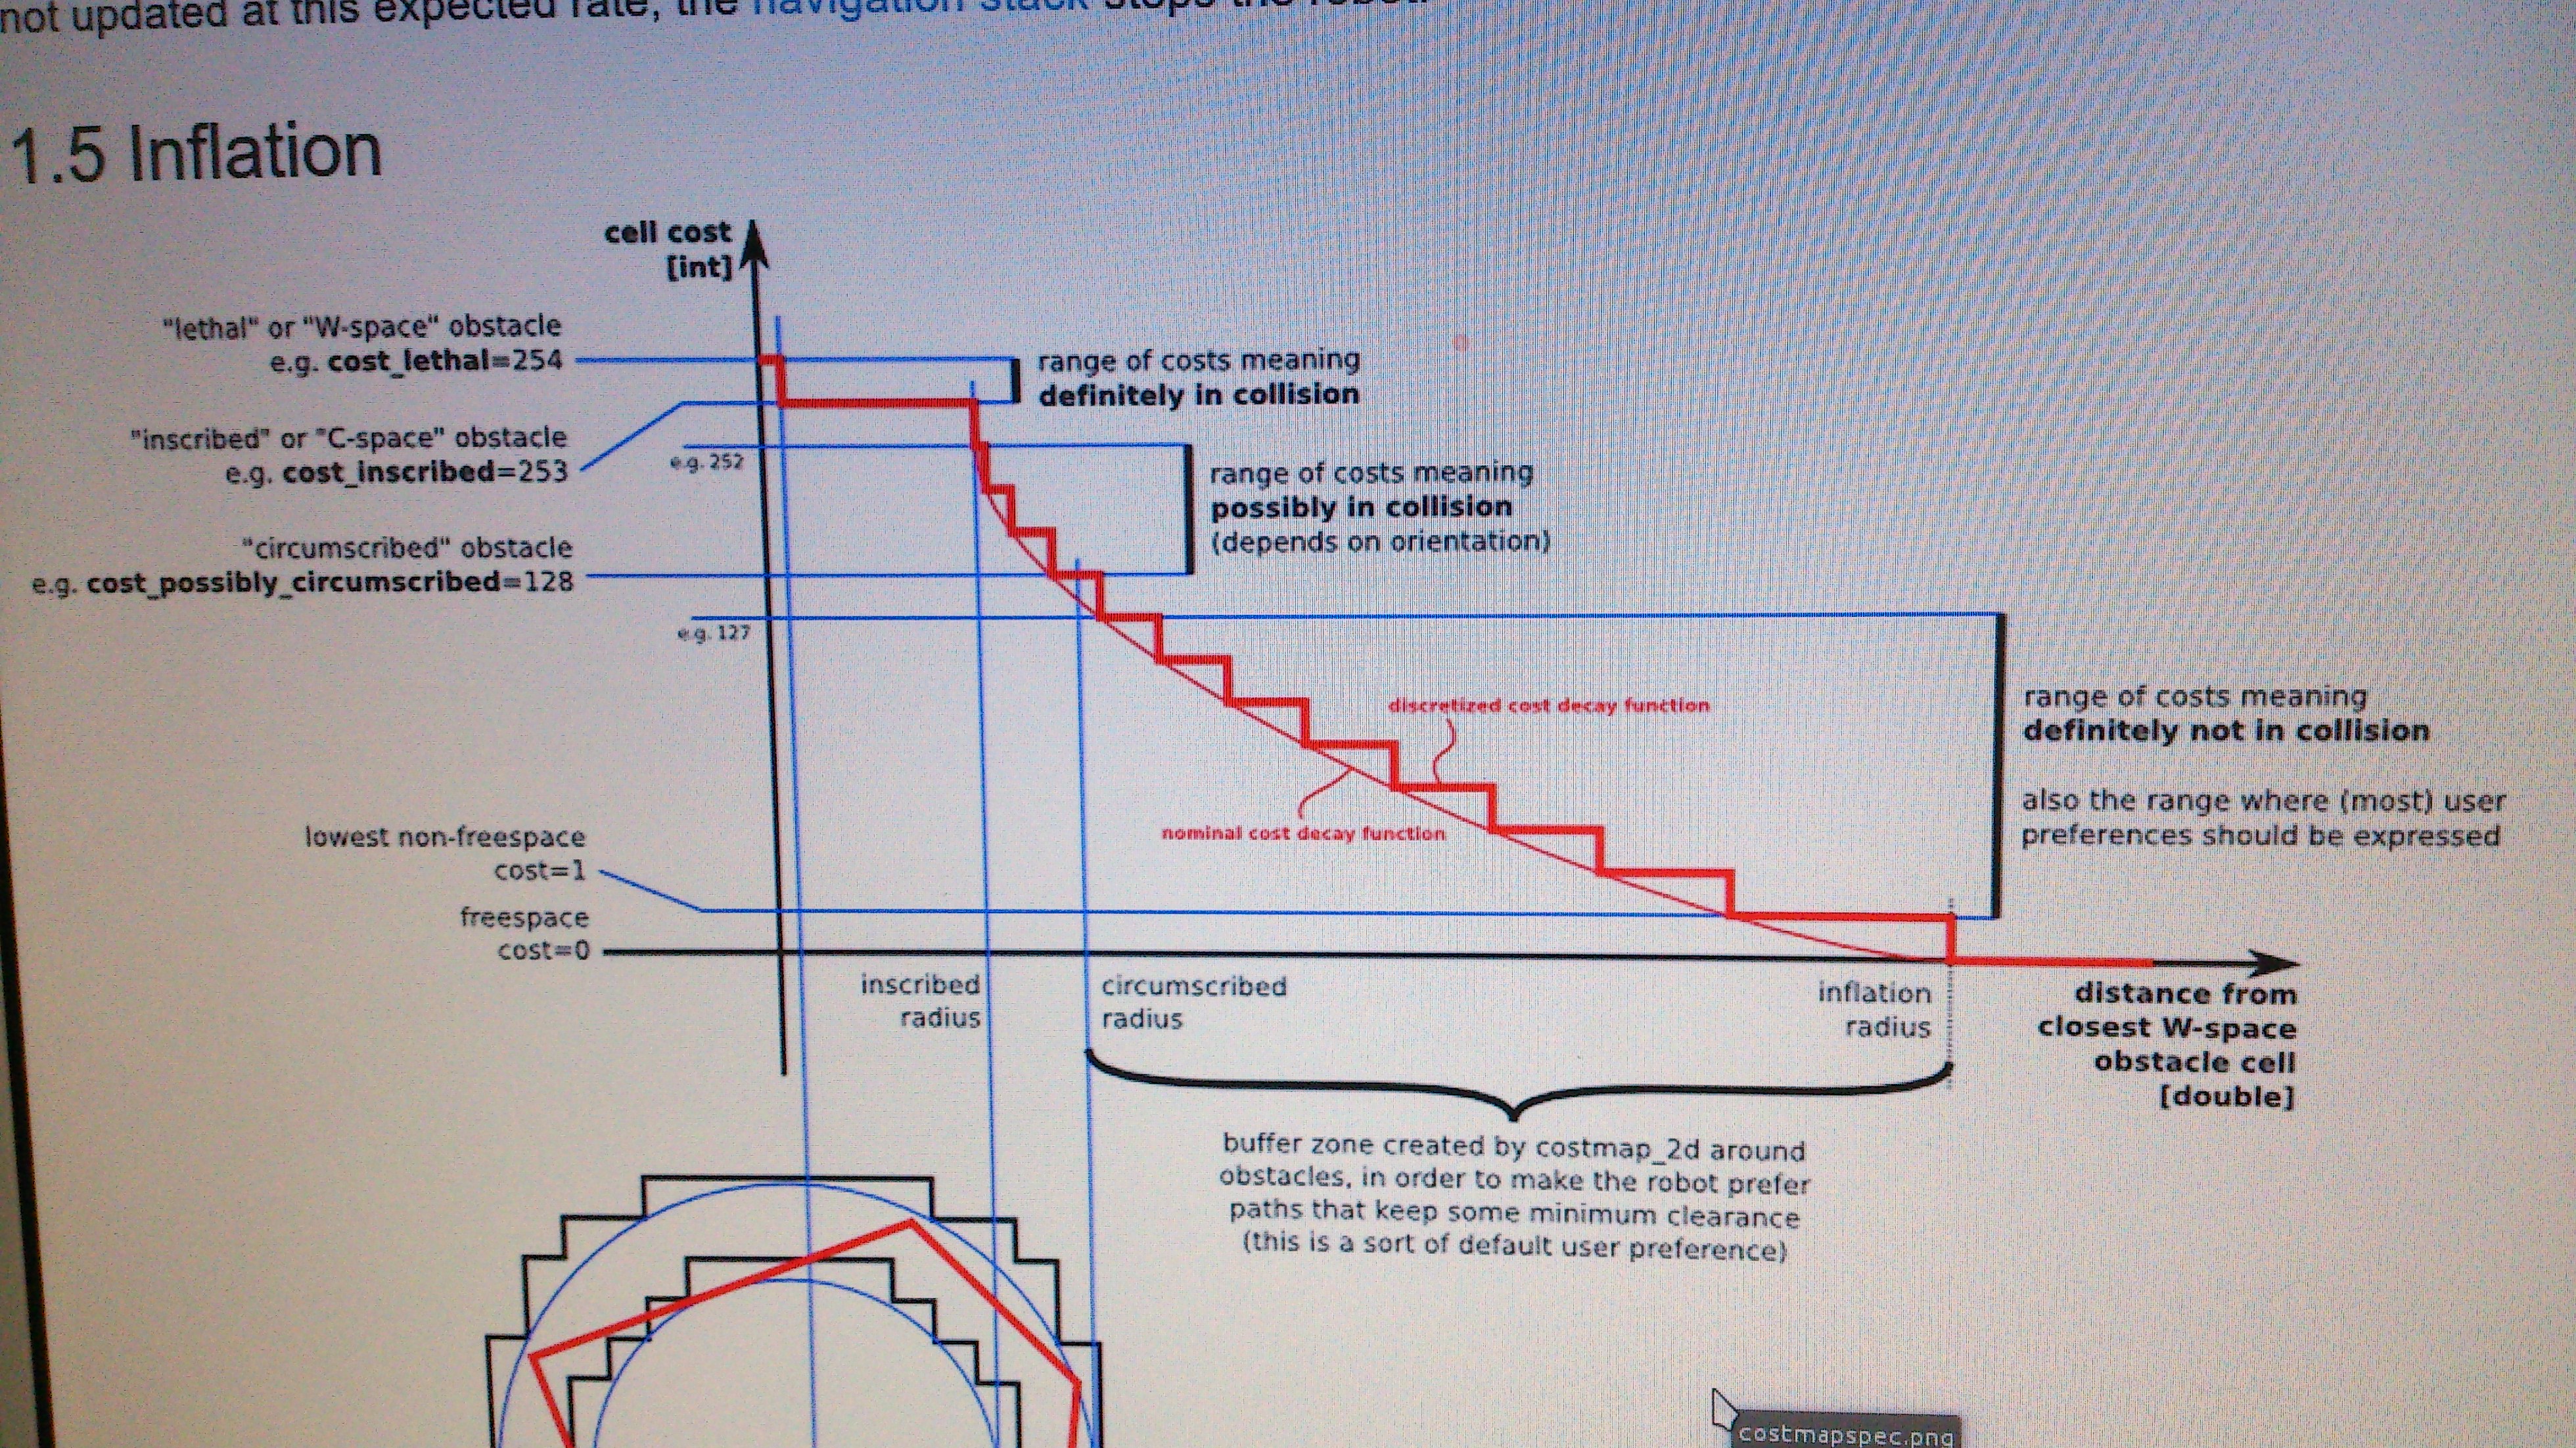 not updated at this expected rate, the navigation stack stops the robot.
1.5 Inflation
cell cost
[int]
"lethal" or "W-space" obstacle
e.g. cost_lethal=254
range of costs meaning
definitely in collision
"inscribed" or "C-space" obstacle
e.g. cost_inscribed=253
e.g. 252
range of costs meaning
possibly in collision
(depends on orientation)
"circumscribed" obstacle
e.g. cost_possibly_circumscribed=128
e.g. 127
discretized cost decay function
range of costs meaning
definitely not in collision
also the range where (most) user
preferences should be expressed
nominal cost decay function
lowest non-freespace
cost=1
freespace
cost=0
inscribed
radius
circumscribed
radius
inflation
radius
distance from
closest W-space
obstacle cell
[double]
buffer zone created by costmap_2d around
obstacles, in order to make the robot prefer
paths that keep some minimum clearance
(this is a sort of default user preference)
costmapspec.png